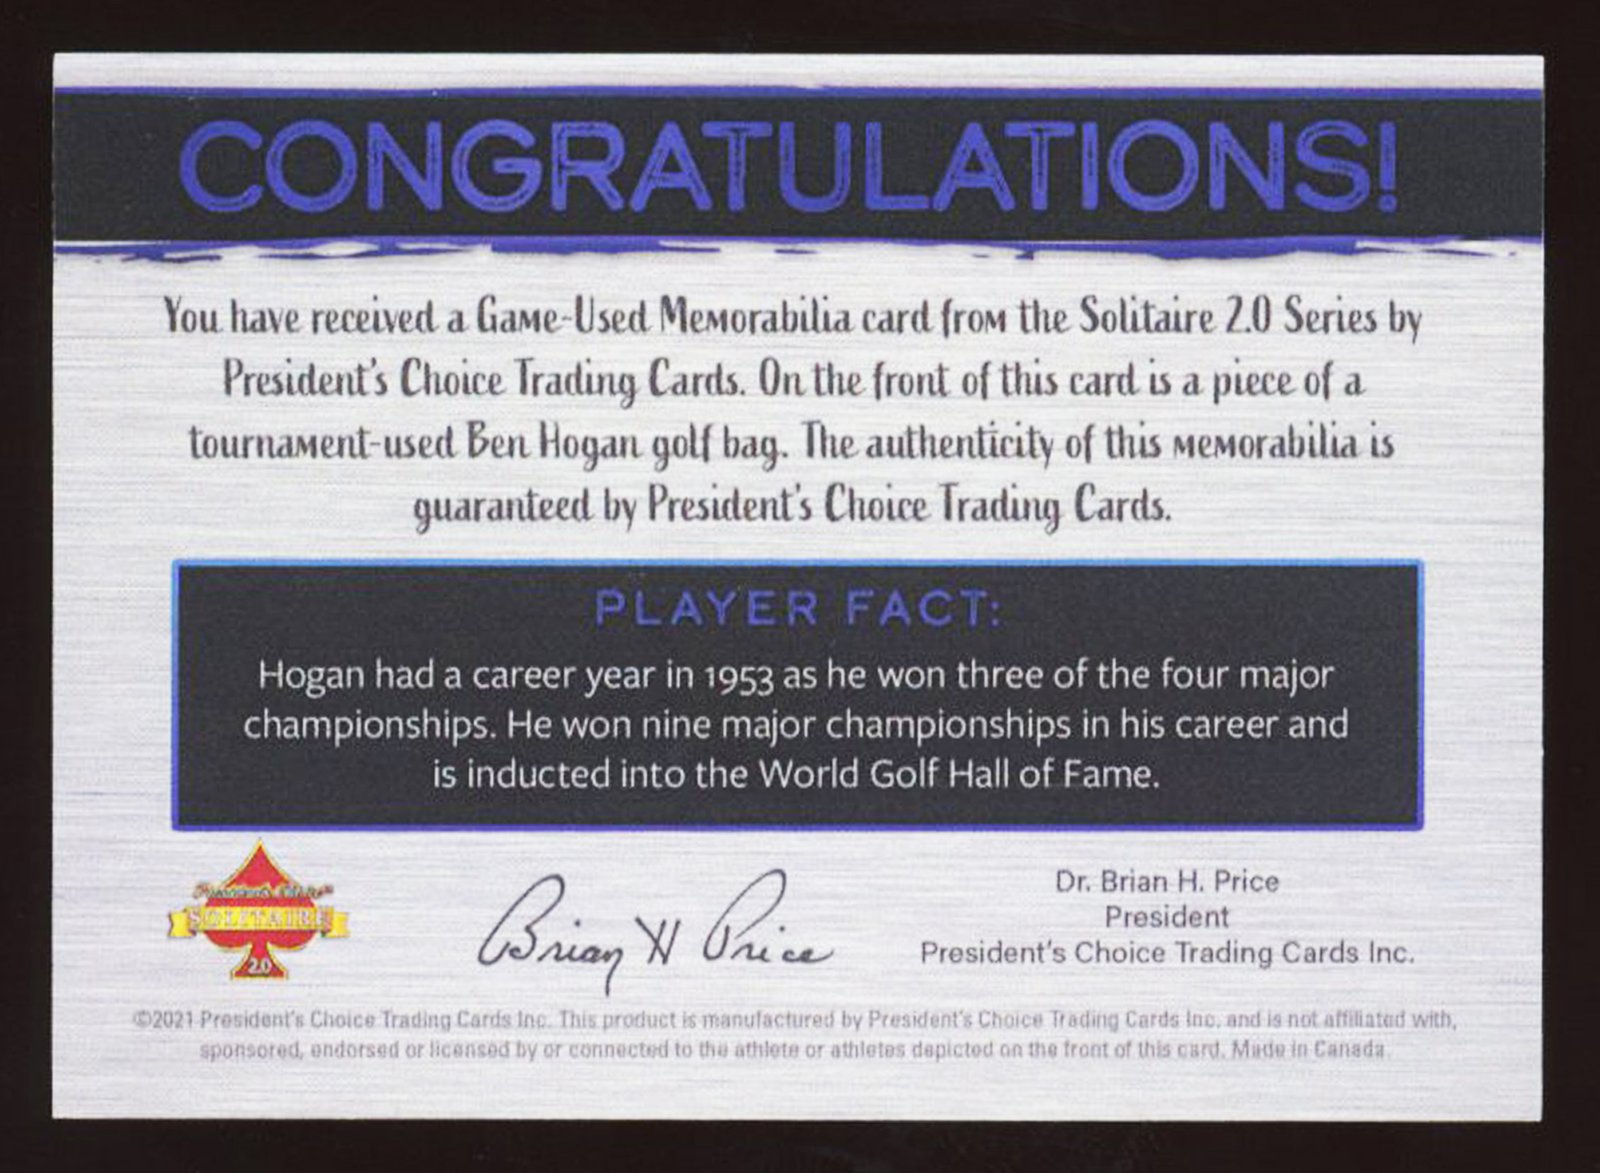 CONGRATULATIONS!
You have received a Game-Used Memorabilia card from the Solitaire 2.0 Series by
President's Choice Trading Cards. On the front of this card is a piece of a
tournament-used Ben Hogan golf bag. The authenticity of this memorabilia is
guaranteed by President's Choice Trading Cards.
PLAYER FACT:
Hogan had a career year in 1953 as he won three of the four major
championships. He won nine major championships in his career and
is inducted into the World Golf Hall of Fame.
President's Choice
SOLITAIRE
2.0
Brian H Price
Dr. Brian H. Price
President
President's Choice Trading Cards Inc.
©2021 President's Choice Trading Cards Inc. This product is manufactured by President's Choice Trading Cards Inc. and is not affiliated with,
sponsored, endorsed or licensed by or connected to the athlete or athletes depicted on the front of this card. Made in Canada.